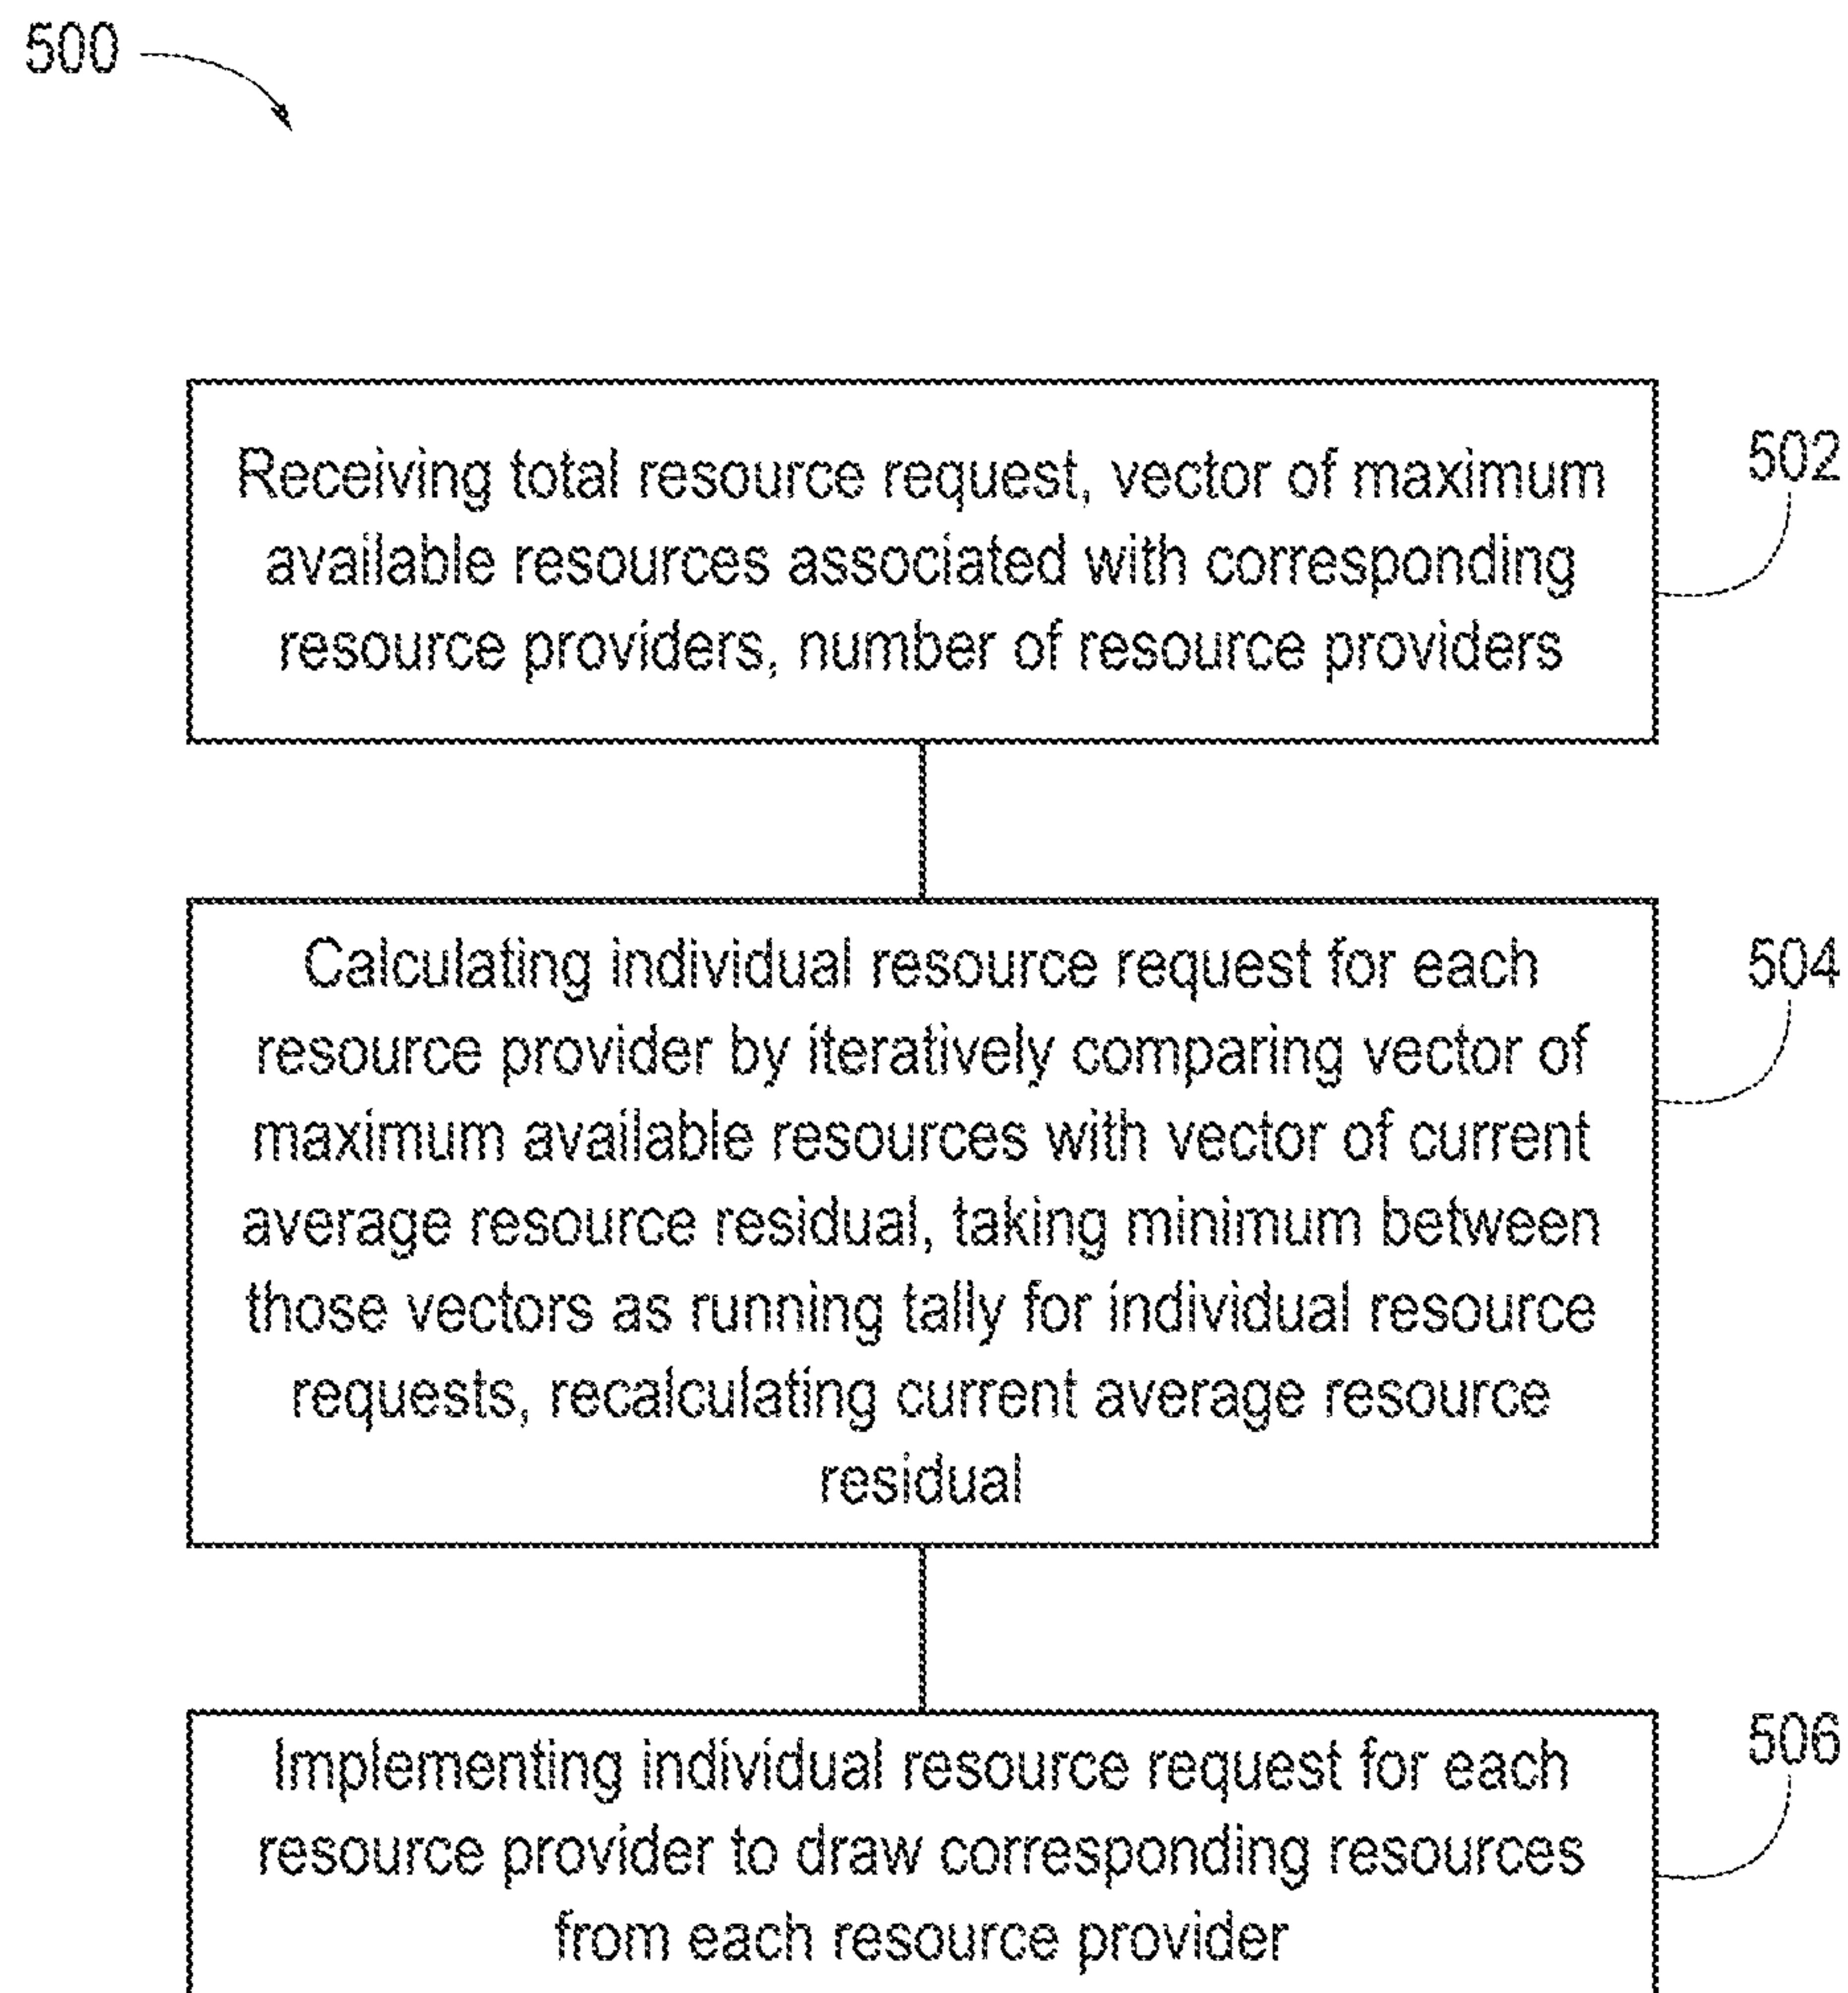 500
Receiving total resource request, vector of maximum
available resources associated with corresponding
resource providers, number of resource providers
502
Calculating individual resource request for each
resource provider by iteratively comparing vector of
maximum available resources with vector of current
average resource residual, taking minimum between
those vectors as running tally for individual resource
requests, recalculating current average resource
residual
504
Implementing individual resource request for each
resource provider to draw corresponding resources
from each resource provider
506